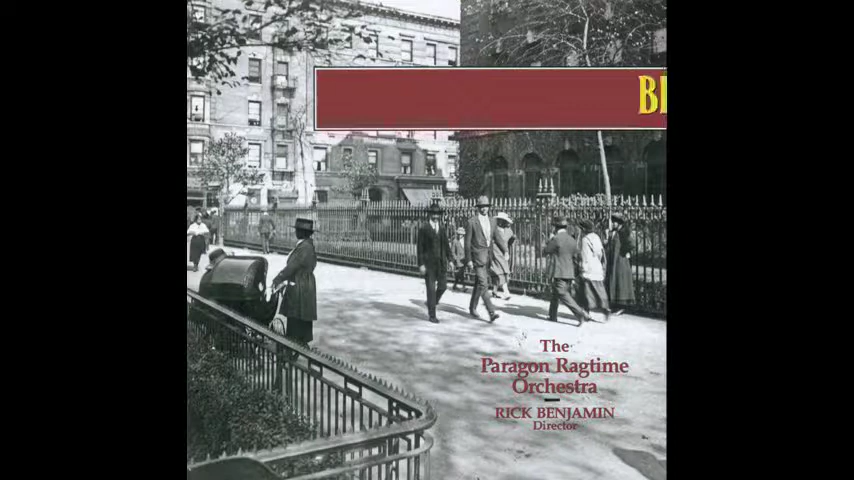 The
Paragon Ragtime
Orchestra
RICK BENJAMIN
Director